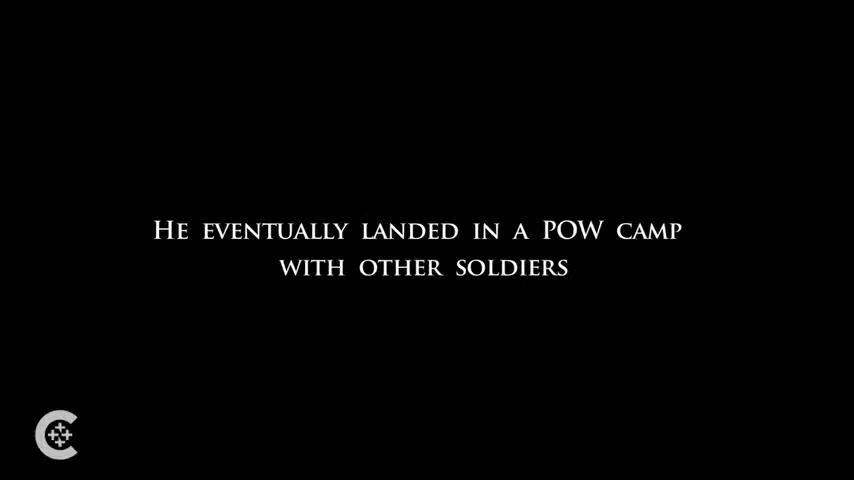 He eventually landed in a POW camp
with other soldiers